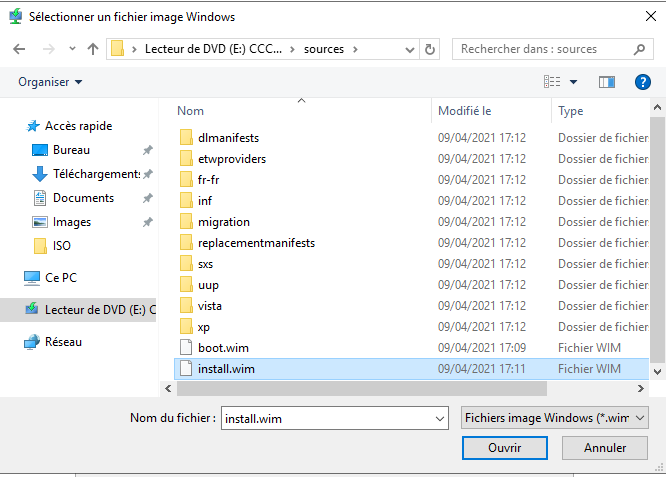 Sélectionner un fichier image Windows
Lecteur de DVD (E:) CCC... > sources >
Rechercher dans : sources
Organiser
Nom Modifié le Type
Accès rapide
Bureau
Téléchargements
Documents
Images
ISO
Ce PC
Lecteur de DVD (E:) C
Réseau
dlmanifests 09/04/2021 17:12 Dossier de fichier
etwproviders 09/04/2021 17:12 Dossier de fichier
fr-fr 09/04/2021 17:12 Dossier de fichier
inf 09/04/2021 17:12 Dossier de fichier
migration 09/04/2021 17:12 Dossier de fichier
replacementmanifests 09/04/2021 17:12 Dossier de fichier
sxs 09/04/2021 17:12 Dossier de fichier
uup 09/04/2021 17:12 Dossier de fichier
vista 09/04/2021 17:12 Dossier de fichier
xp 09/04/2021 17:12 Dossier de fichier
boot.wim 09/04/2021 17:09 Fichier WIM
install.wim 09/04/2021 17:11 Fichier WIM
Nom du fichier : install.wim
Fichiers image Windows (*.wim
Ouvrir
Annuler